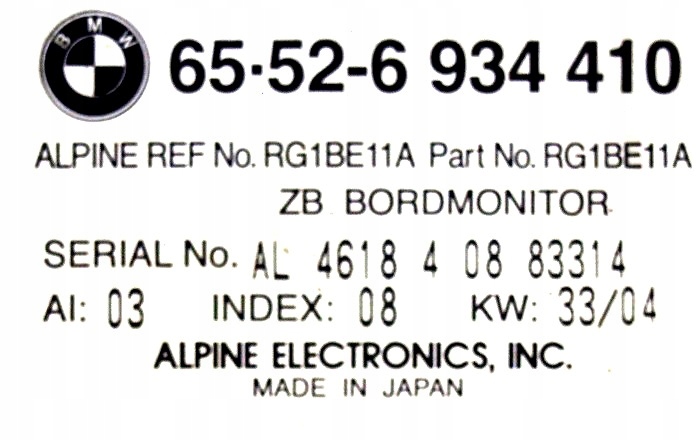 BMW
65·52-6 934 410
ALPINE REF No. RG1BE11A Part No. RG1BE11A
ZB BORDMONITOR
SERIAL No. AL 4618 4 08 83314
AI: 03 INDEX: 08 KW: 33/04
ALPINE ELECTRONICS, INC.
MADE IN JAPAN